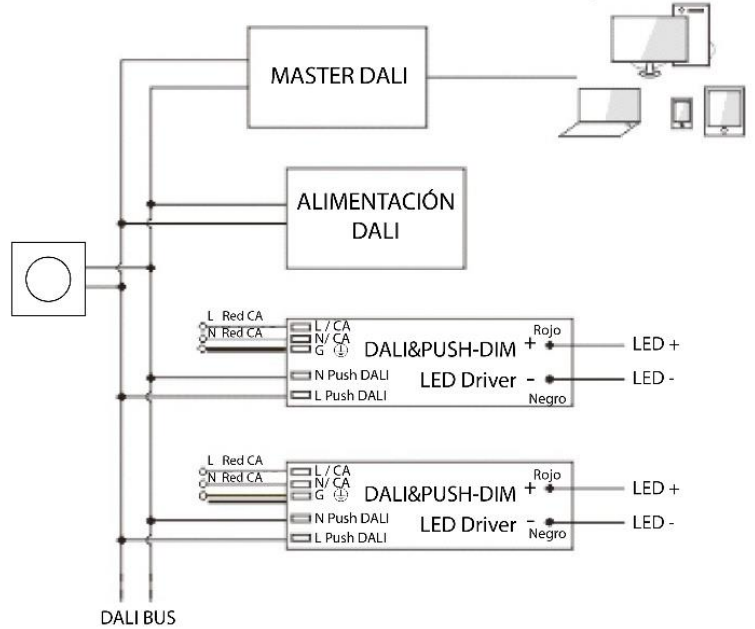 MASTER DALI
ALIMENTACIÓN
DALI
L Red CA
N Red CA
L / CA
N/ CA
G
DALI&PUSH-DIM
LED Driver
N Push DALI
L Push DALI
Rojo
+
-
Negro
LED +
LED -
L Red CA
N Red CA
L / CA
N/ CA
G
DALI&PUSH-DIM
LED Driver
N Push DALI
L Push DALI
Rojo
+
-
Negro
LED +
LED -
DALI BUS